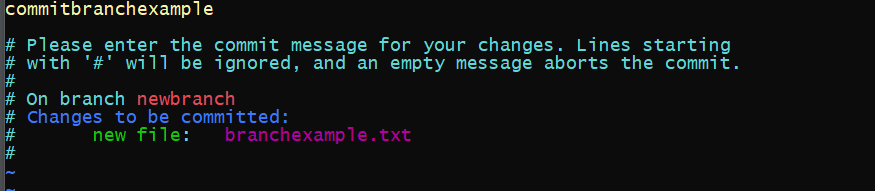 commitbranchexample
# Please enter the commit message for your changes. Lines starting
# with '#' will be ignored, and an empty message aborts the commit.
#
# On branch newbranch
# Changes to be committed:
#       new file:   branchexample.txt
#
~
~